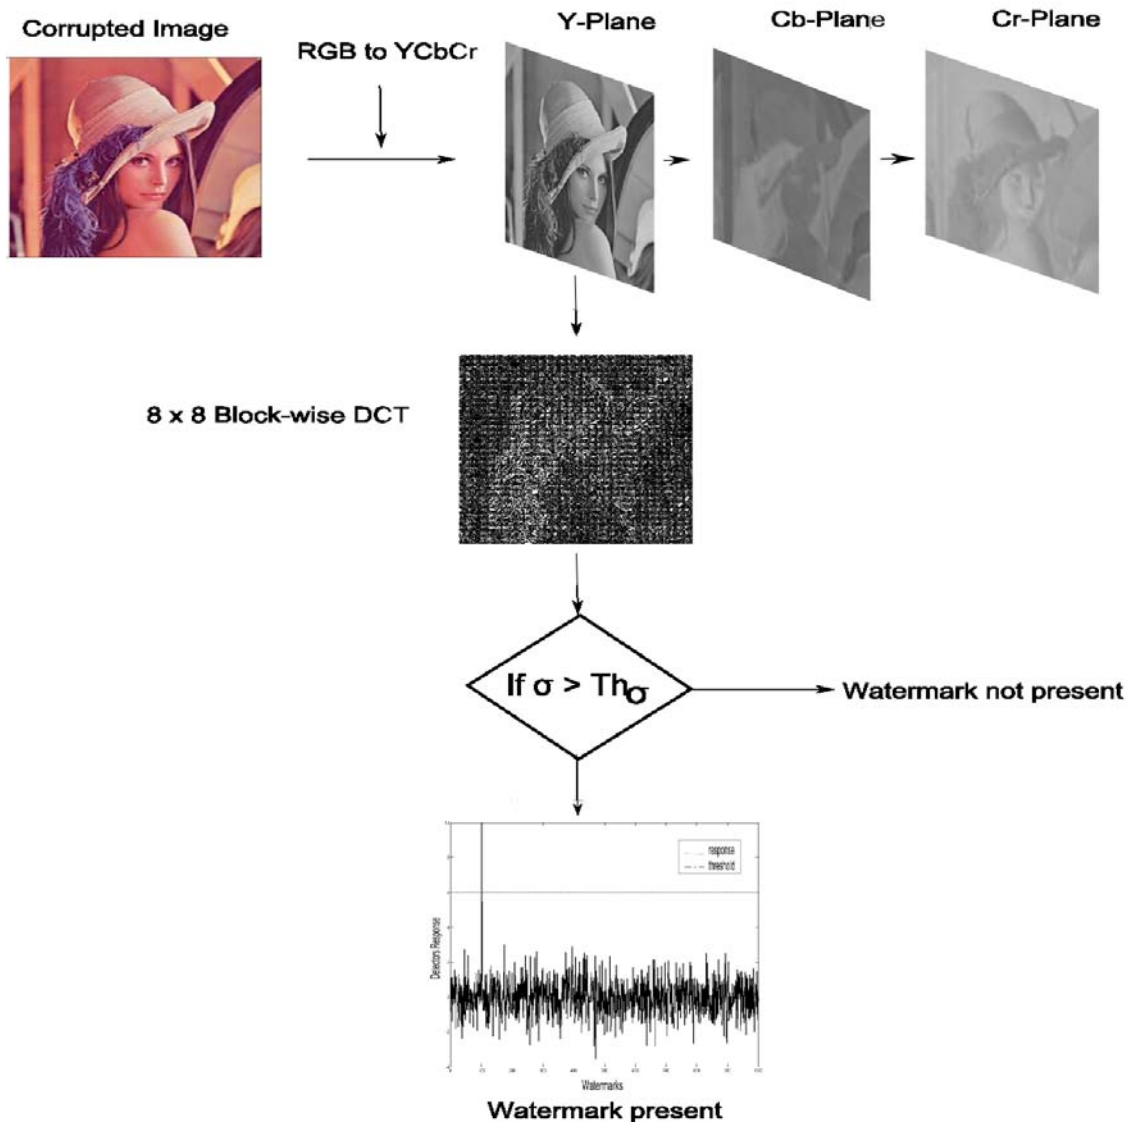 Corrupted Image
RGB to YCbCr
Y-Plane
Cb-Plane
Cr-Plane
8 x 8 Block-wise DCT
If σ > Thσ
Watermark not present
response
threshold
Detectors Response
Watermarks
Watermark present